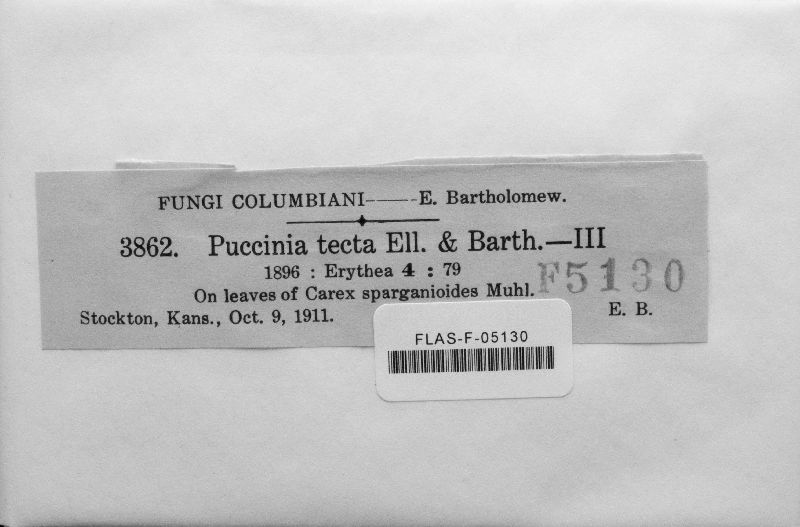 FUNGI COLUMBIANI——E. Bartholomew.
3862. Puccinia tecta Ell. & Barth.—III
1896 : Erythea 4 : 79
F5130
On leaves of Carex sparganioides Muhl.
Stockton, Kans., Oct. 9, 1911.
E. B.
FLAS-F-05130